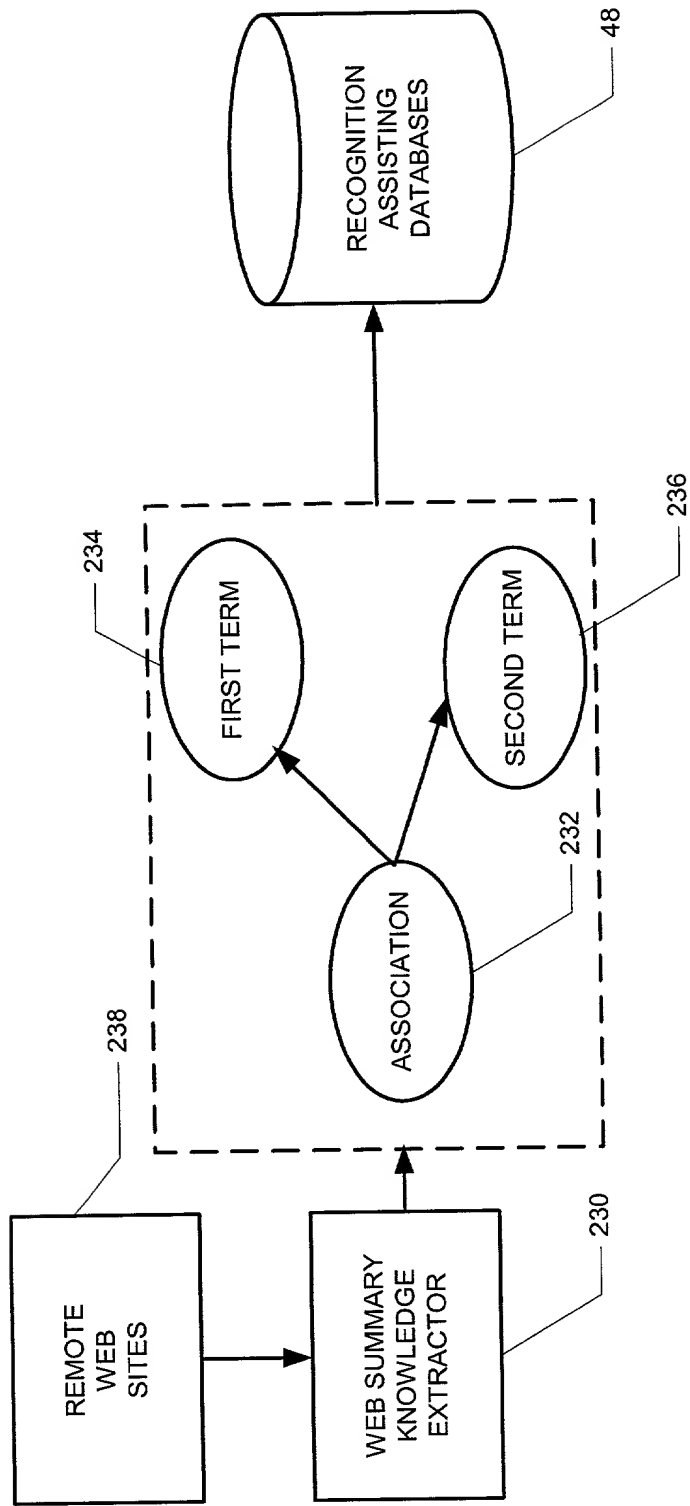 REMOTE
WEB
SITES
238
WEB SUMMARY
KNOWLEDGE
EXTRACTOR
230
ASSOCIATION
232
FIRST TERM
234
SECOND TERM
236
RECOGNITION
ASSISTING
DATABASES
48